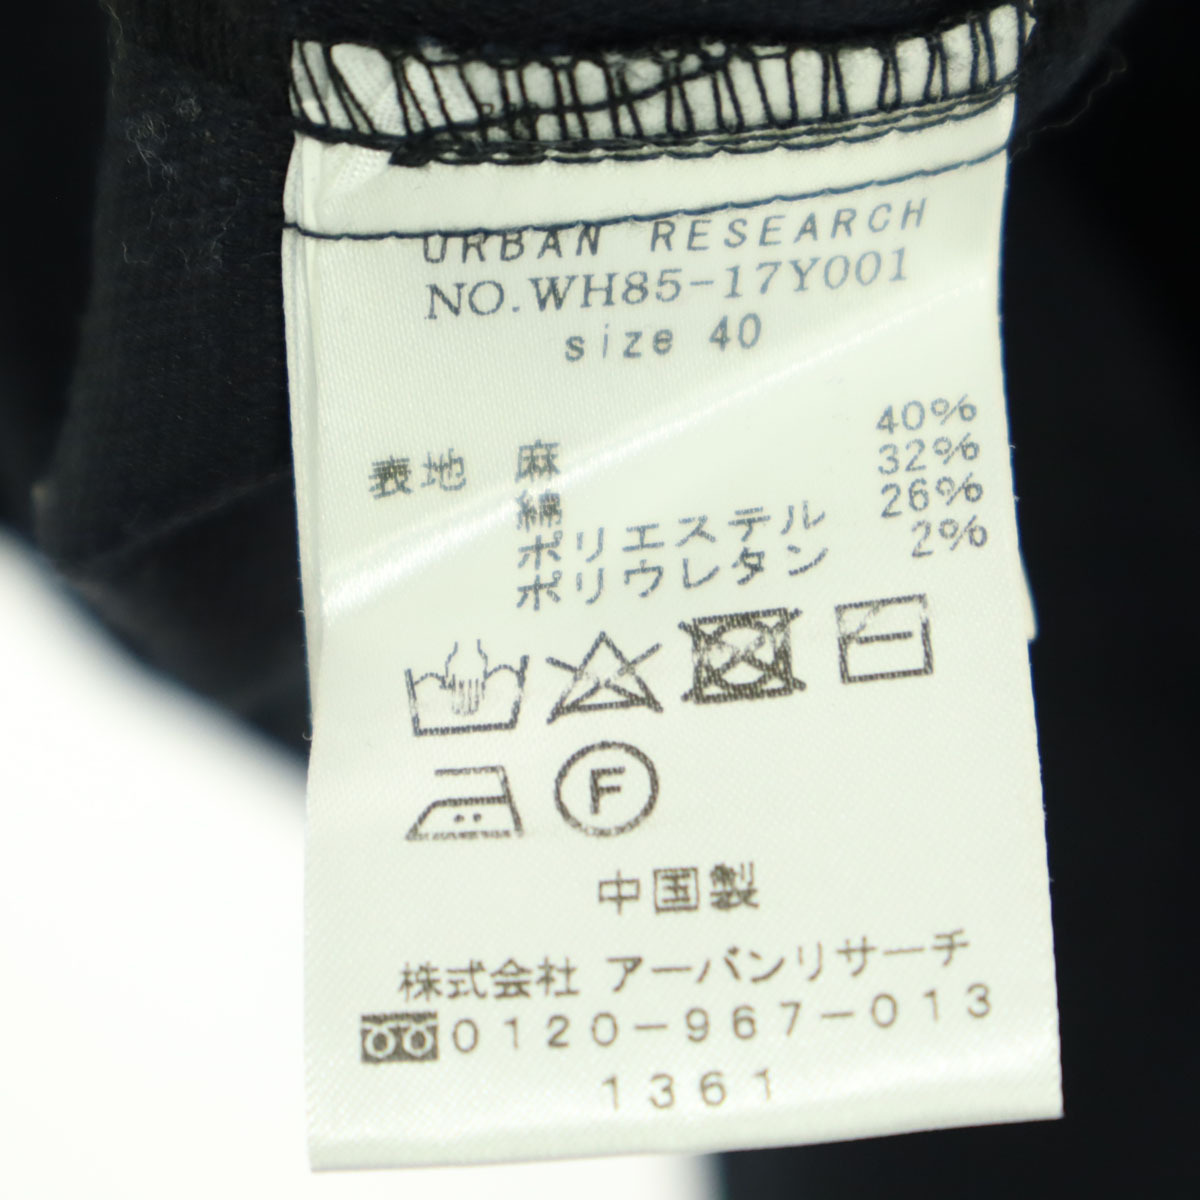 URBAN RESEARCH
NO.WH85-17Y001
size 40
表地 麻 40%
綿 32%
ポリエステル 26%
ポリウレタン 2%
F
中国製
株式会社 アーバンリサーチ
0120-967-013
1361